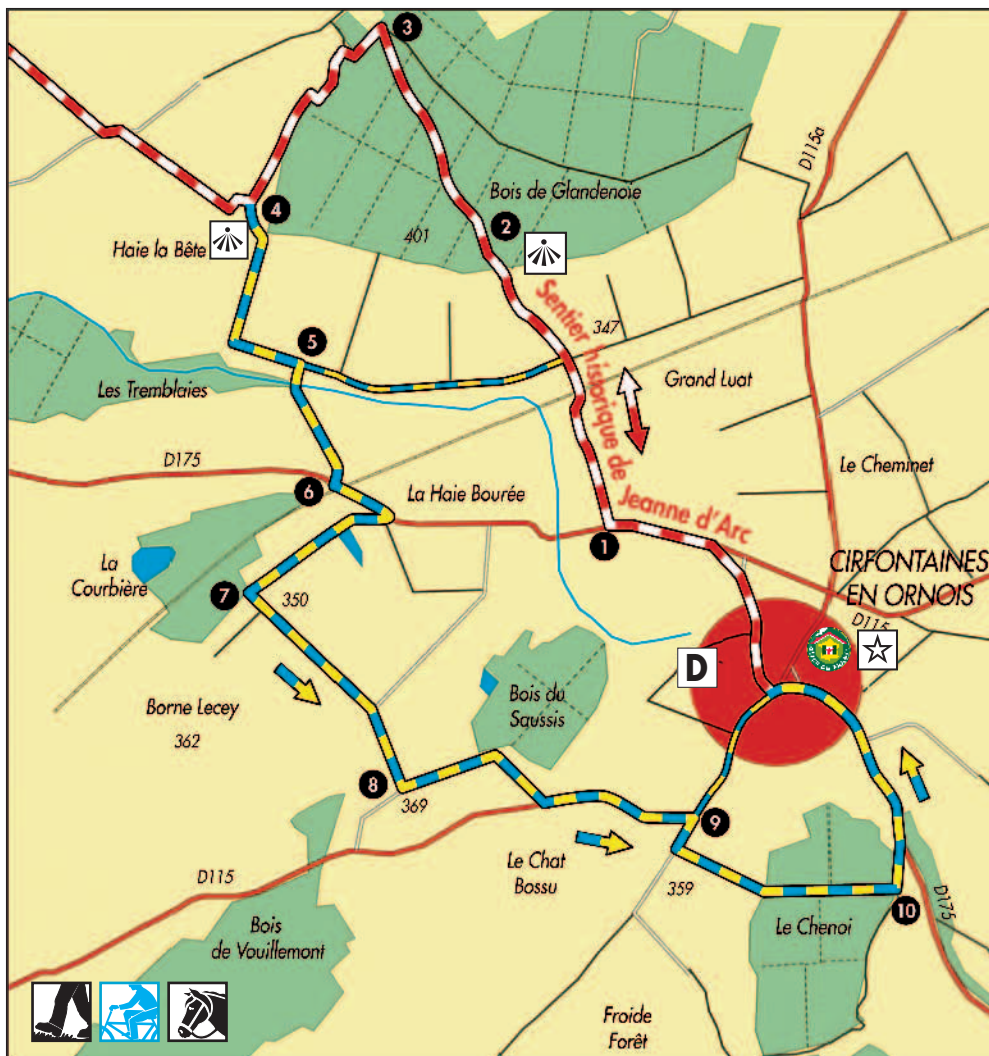 3
D115a
Bois de Glandenoie
2
4
401
Haie la Bête
Sentier historique de
Jeanne d'Arc
347
5
Grand Luat
Les Tremblaies
D175
Le Cheminet
6
La Haie Bourée
1
CIRFONTAINES
EN ORNOIS
La
Courbière
7
350
D115
D
Bois du
Saussis
Borne Lecey
362
8
369
9
Le Chat
Bossu
359
D115
10
D175
Bois
de Vouillemont
Le Chenoi
Froide
Forêt